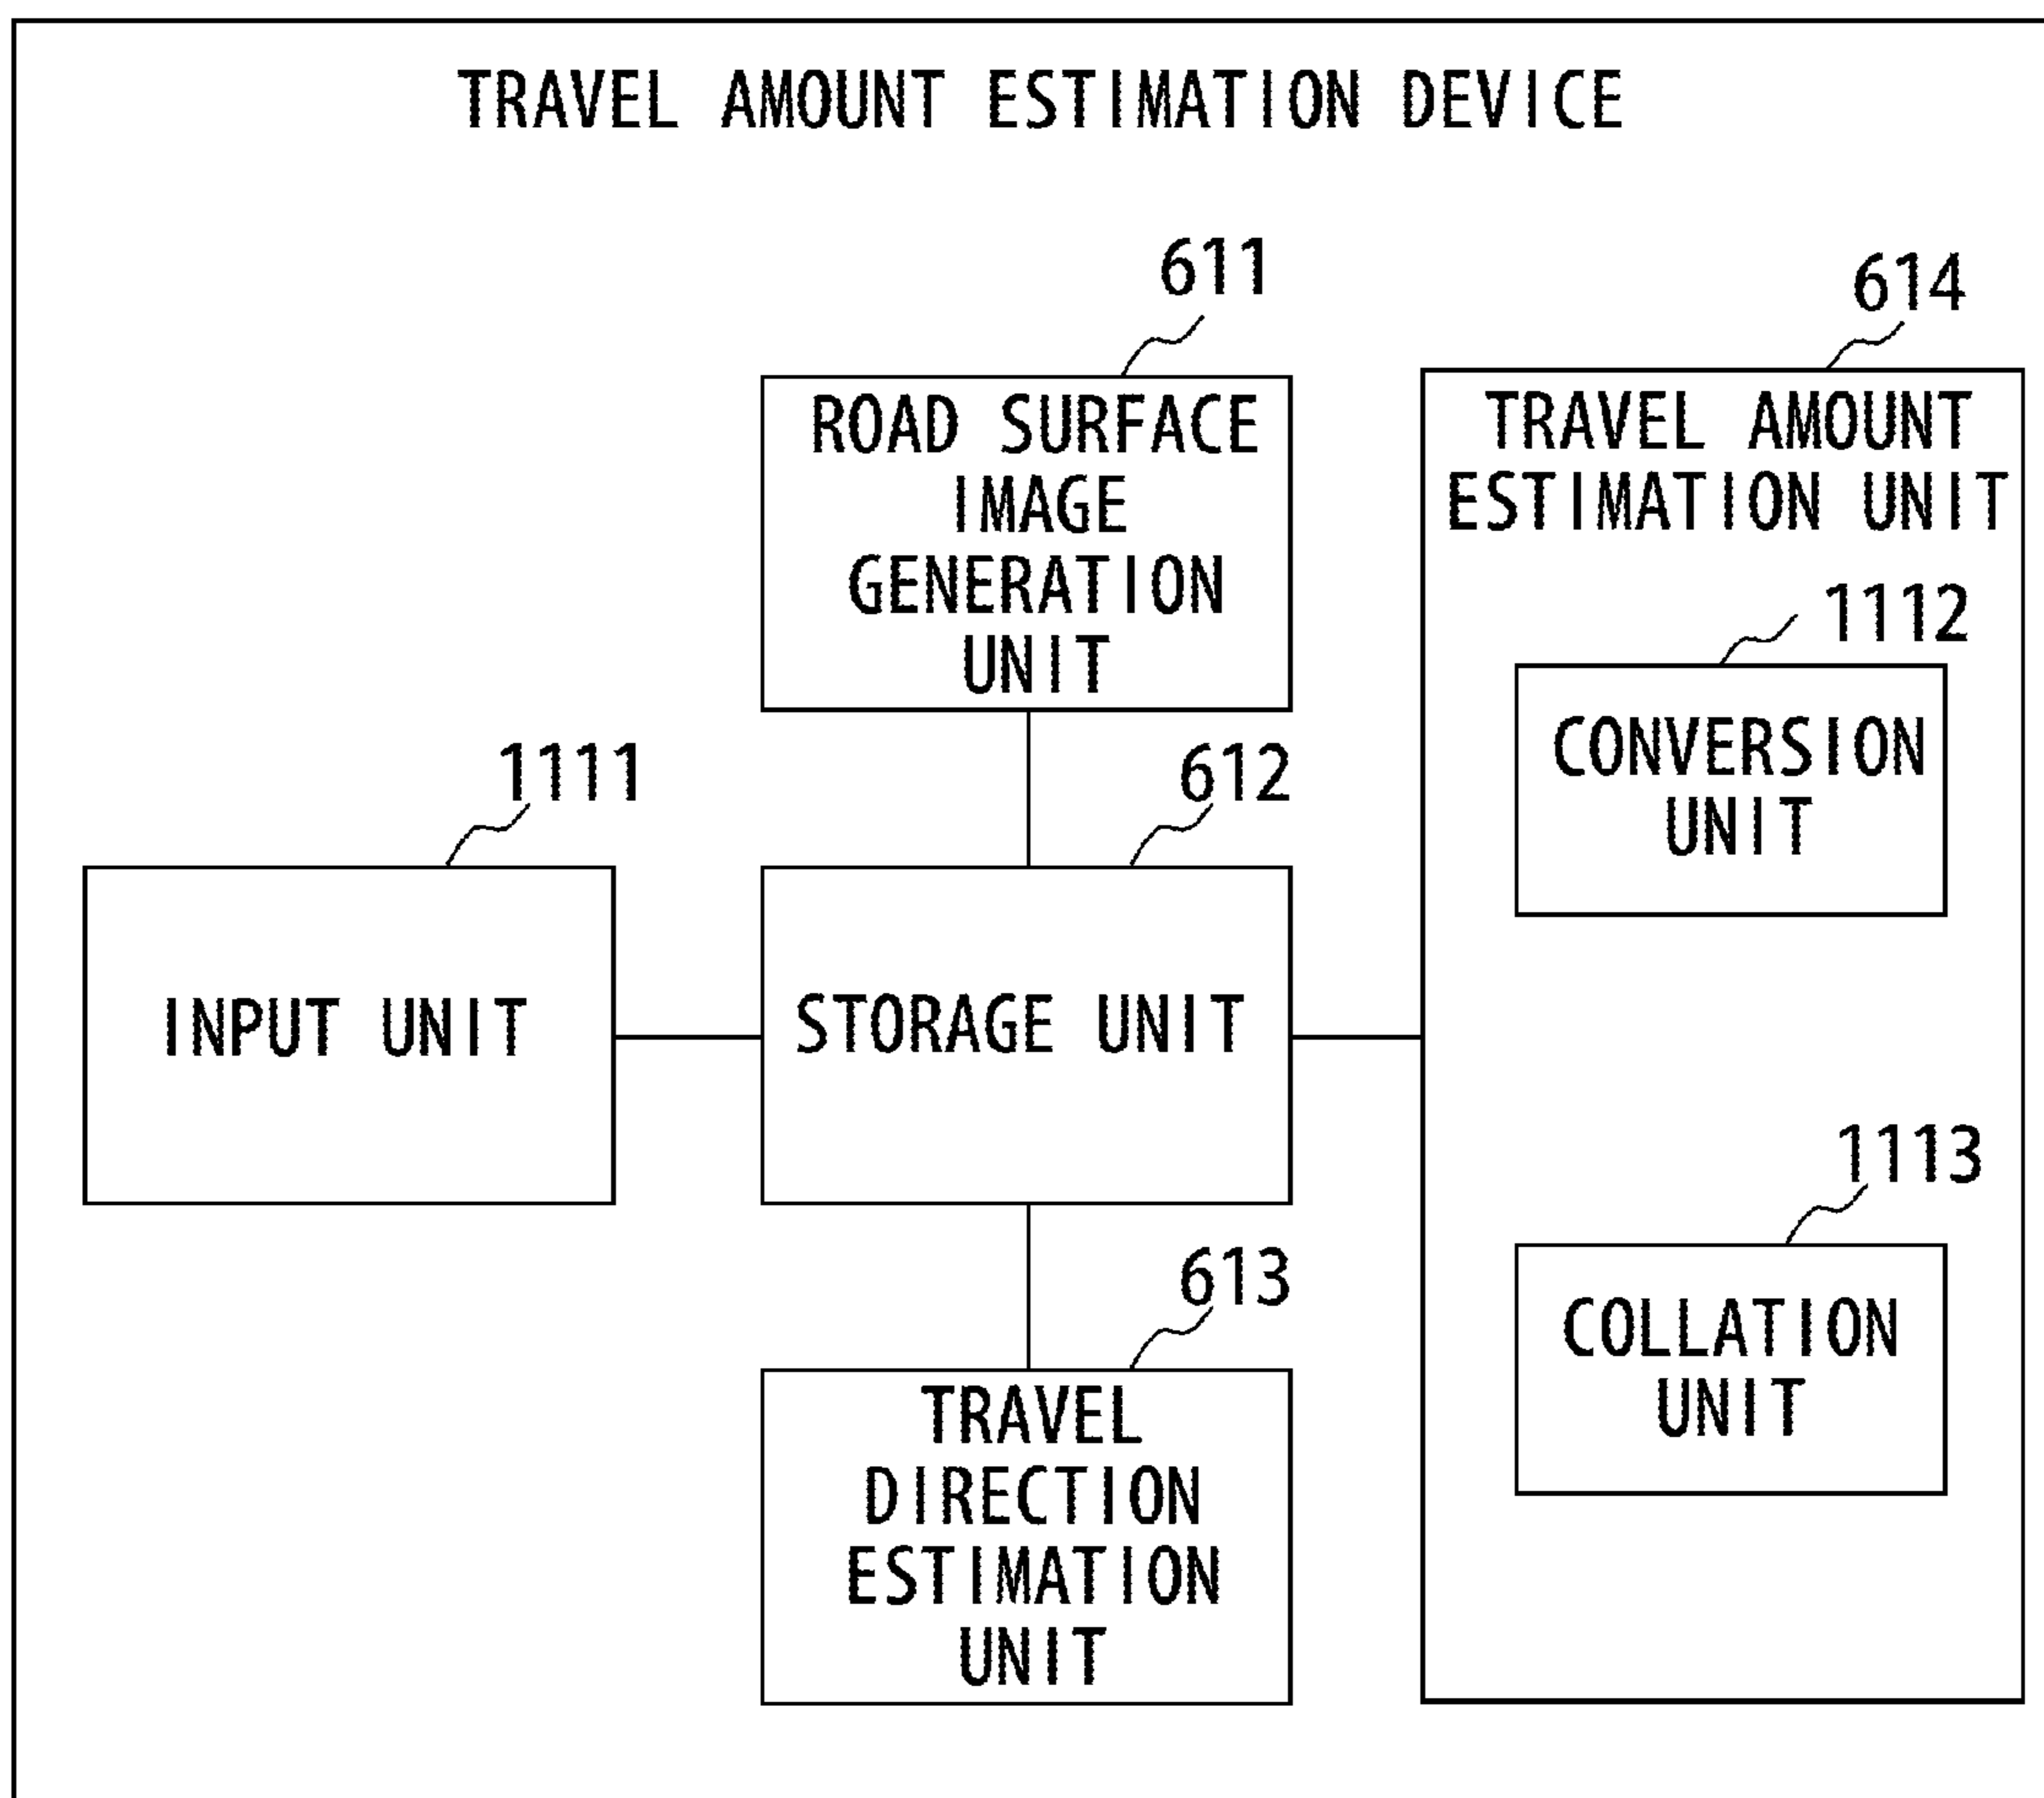 TRAVEL AMOUNT ESTIMATION DEVICE
611
ROAD SURFACE
IMAGE
GENERATION
UNIT
614
TRAVEL AMOUNT
ESTIMATION UNIT
1112
CONVERSION
UNIT
1111
INPUT UNIT
612
STORAGE UNIT
1113
COLLATION
UNIT
613
TRAVEL
DIRECTION
ESTIMATION
UNIT